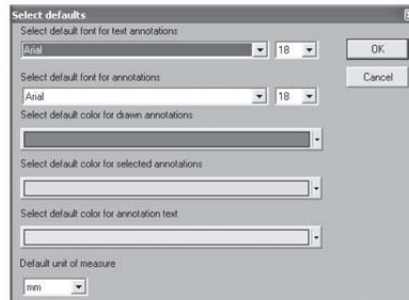 Select defaults
Select default font for text annotations
Arial 18 OK
Select default font for annotations Cancel
Arial 18
Select default color for drawn annotations
Select default color for selected annotations
Select default color for annotation text
Default unit of measure
mm